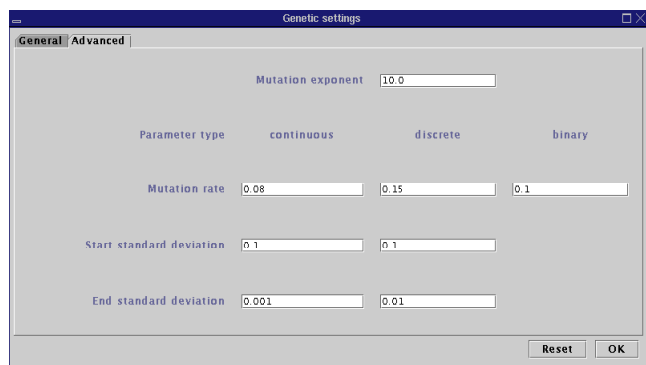 Genetic settings
General Advanced
Mutation exponent 10.0
Parameter type continuous discrete binary
Mutation rate 0.08 0.15 0.1
Start standard deviation 0.1 0.1
End standard deviation 0.001 0.01
Reset OK